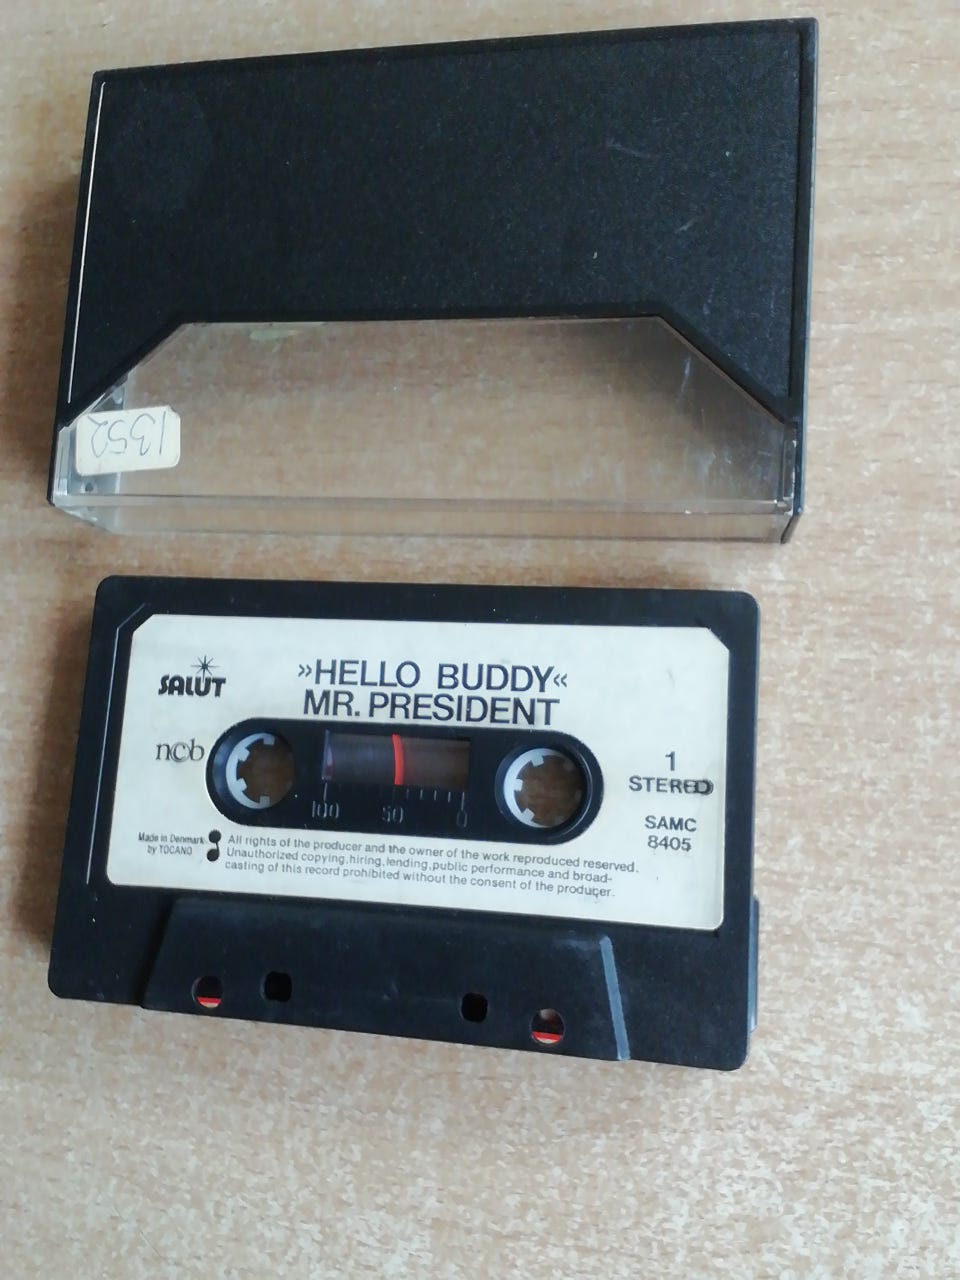 1352
SALUT
»HELLO BUDDY«
MR. PRESIDENT
ncb
1
STEREO
100 50 0
SAMC
8405
Made in Denmark
by TOCANO
All rights of the producer and the owner of the work reproduced reserved.
Unauthorized copying, hiring, lending, public performance and broad-
casting of this record prohibited without the consent of the producer.